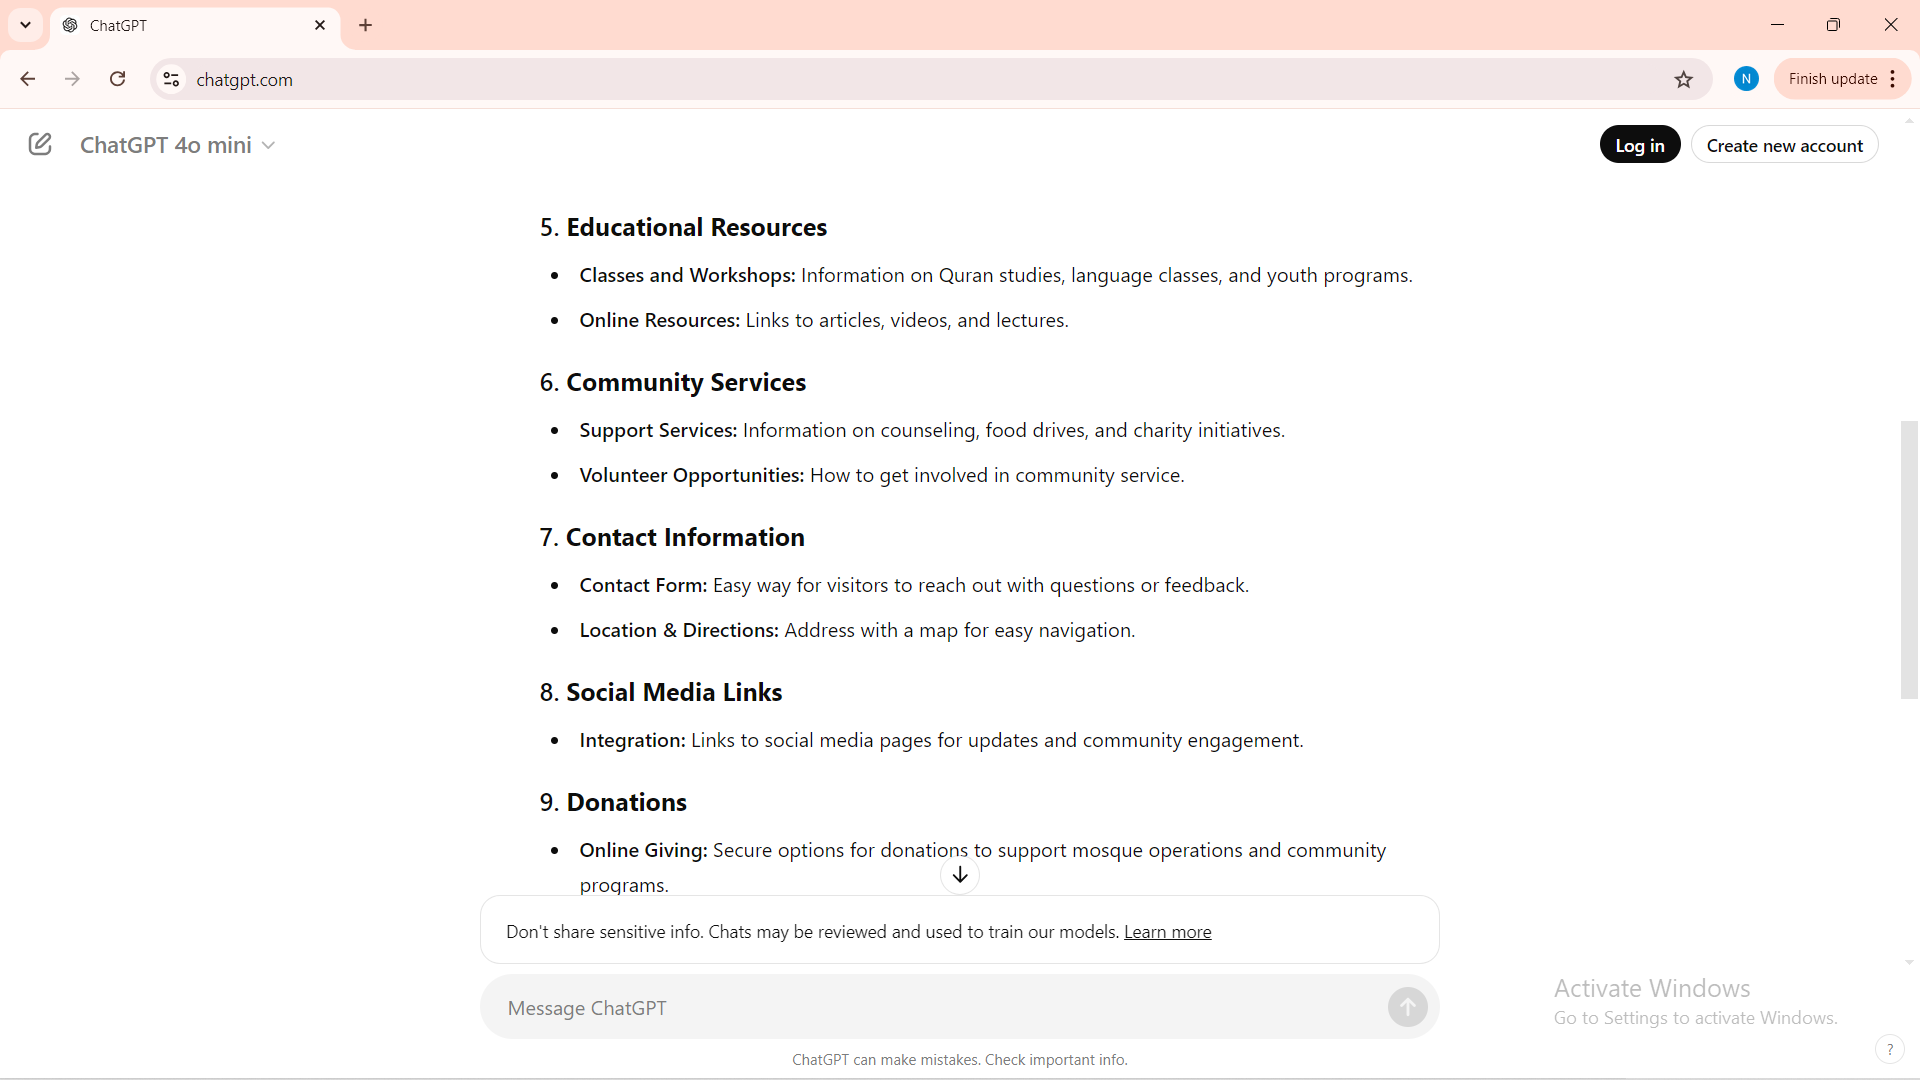 ChatGPT
chatgpt.com
N
Finish update
ChatGPT 4o mini
Log in
Create new account
5. Educational Resources
• Classes and Workshops: Information on Quran studies, language classes, and youth programs.
• Online Resources: Links to articles, videos, and lectures.
6. Community Services
• Support Services: Information on counseling, food drives, and charity initiatives.
• Volunteer Opportunities: How to get involved in community service.
7. Contact Information
• Contact Form: Easy way for visitors to reach out with questions or feedback.
• Location & Directions: Address with a map for easy navigation.
8. Social Media Links
• Integration: Links to social media pages for updates and community engagement.
9. Donations
• Online Giving: Secure options for donations to support mosque operations and community
programs.
Don't share sensitive info. Chats may be reviewed and used to train our models. Learn more
Message ChatGPT
Activate Windows
Go to Settings to activate Windows.
ChatGPT can make mistakes. Check important info.
?